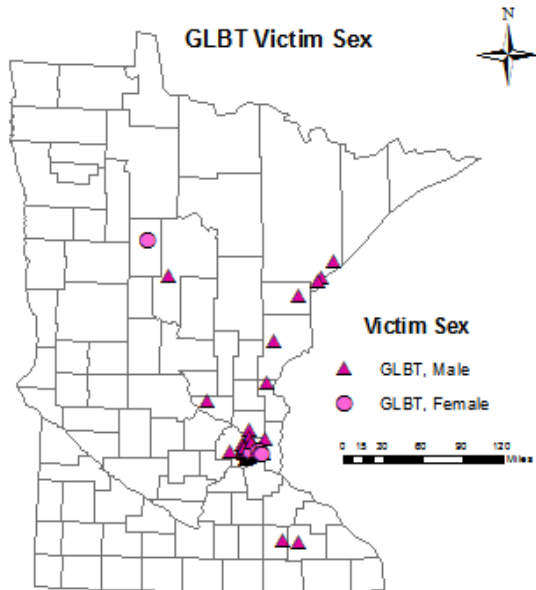 N
GLBT Victim Sex
Victim Sex
GLBT, Male
GLBT, Female
0 15 30 60 90 120
Miles